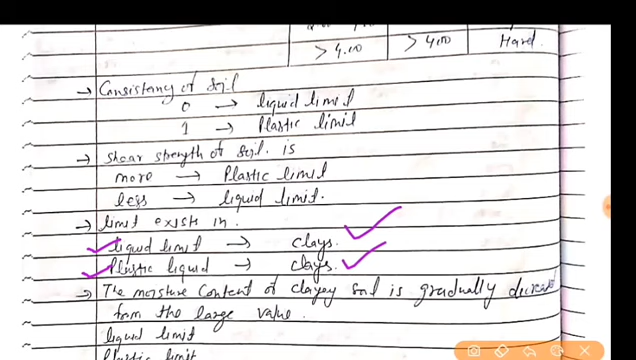 > 4.00 > 4.00 Hard.
→ Consistency of Soil
0 → liquid limit
1 → Plastic limit
→ Shear strength of Soil. is
more → Plastic limit
less → liquid limit.
→ limit exists in.
liquid limit → clays.
Plastic liquid → clays.
→ The moisture content of clayey soil is gradually
from the large value.
liquid limit
Plastic limit